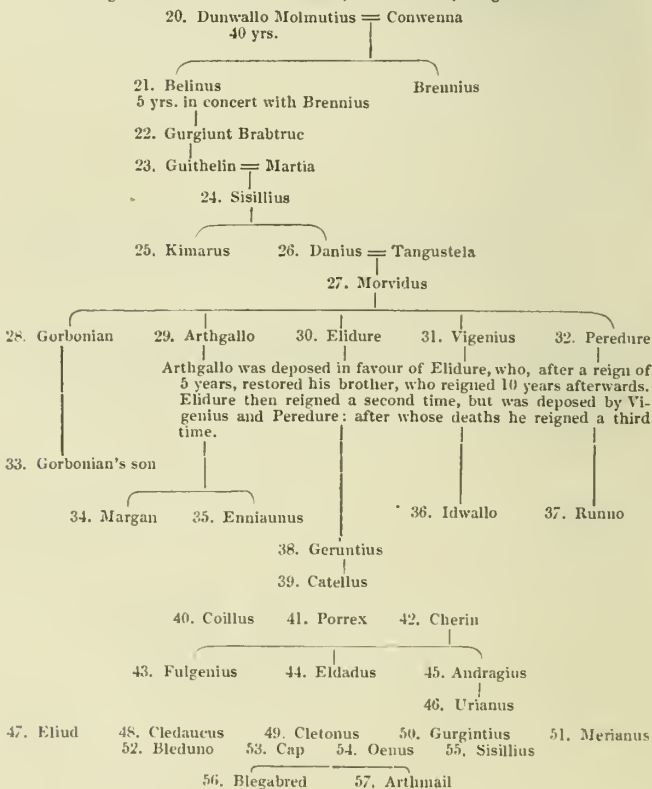 20. Dunwallo Molmutius = Conwenna
40 yrs.
21. Belinus Brennius
5 yrs. in concert with Brennius
22. Gurgiunt Brabtruc
23. Guithelin = Martia
24. Sisillius
25. Kimarus 26. Danius = Tangustela
27. Morvidus
28. Gorbonian 29. Arthgallo 30. Elidure 31. Vigenius 32. Peredure
Arthgallo was deposed in favour of Elidure, who, after a reign of
5 years, restored his brother, who reigned 10 years afterwards.
Elidure then reigned a second time, but was deposed by Vi-
genius and Peredure: after whose deaths he reigned a third
time.
33. Gorbonian's son
34. Margan 35. Enniaunus 36. Idwallo 37. Runno
38. Geruntius
39. Catellus
40. Coillus 41. Porrex 42. Cherin
43. Fulgenius 44. Eldadus 45. Andragius
46. Urianus
47. Eliud 48. Cledaucus 49. Cletonus 50. Gurgintius 51. Merianus
52. Bleduno 53. Cap 54. Oenus 55. Sisillius
56. Blegabred 57. Arthmail